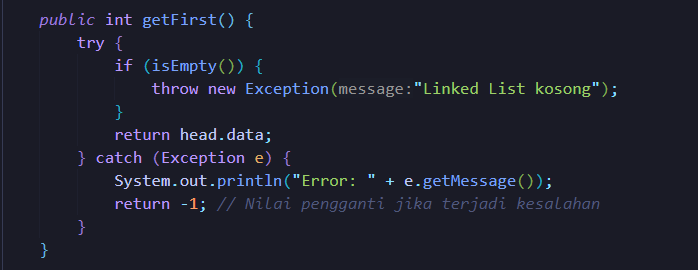 public int getFirst() {
try {
if (isEmpty()) {
throw new Exception(message:"Linked List kosong");
}
return head.data;
} catch (Exception e) {
System.out.println("Error: " + e.getMessage());
return -1; // Nilai pengganti jika terjadi kesalahan
}
}